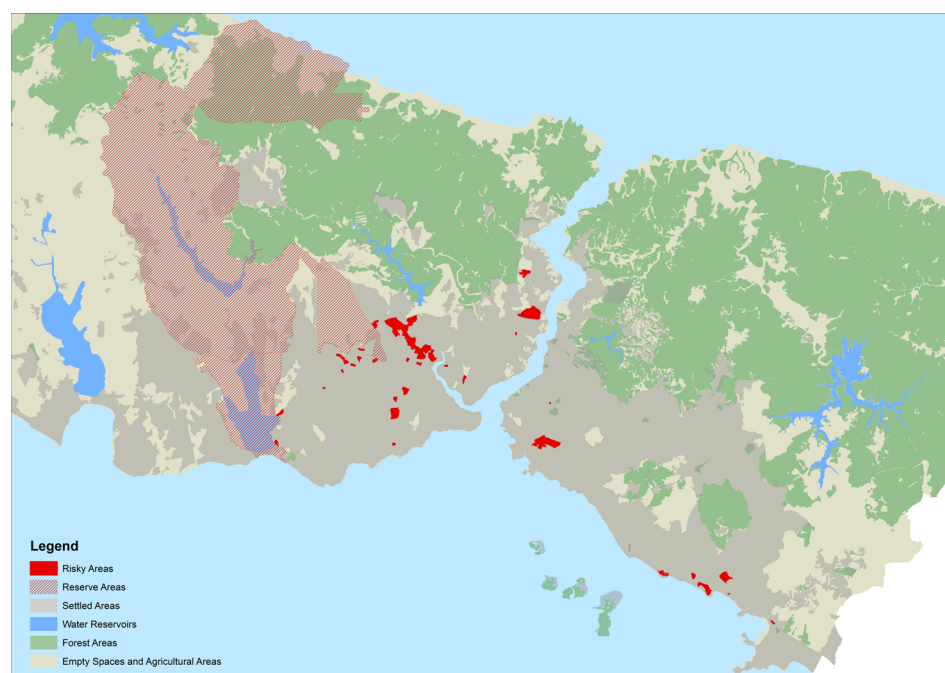 Legend
Risky Areas
Reserve Areas
Settled Areas
Water Reservoirs
Forest Areas
Empty Spaces and Agricultural Areas